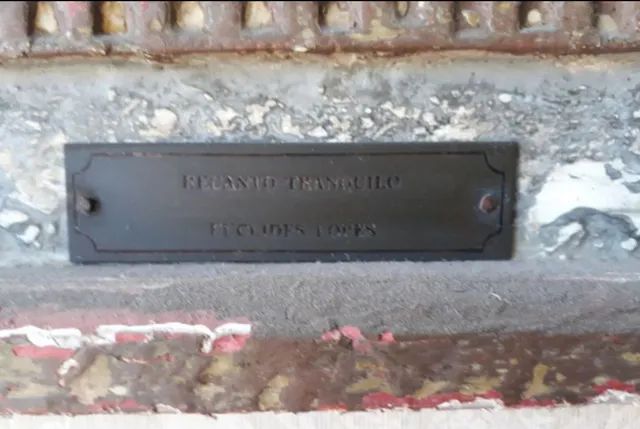 RECANTO TRANQUILO
EUCLIDES LOPES